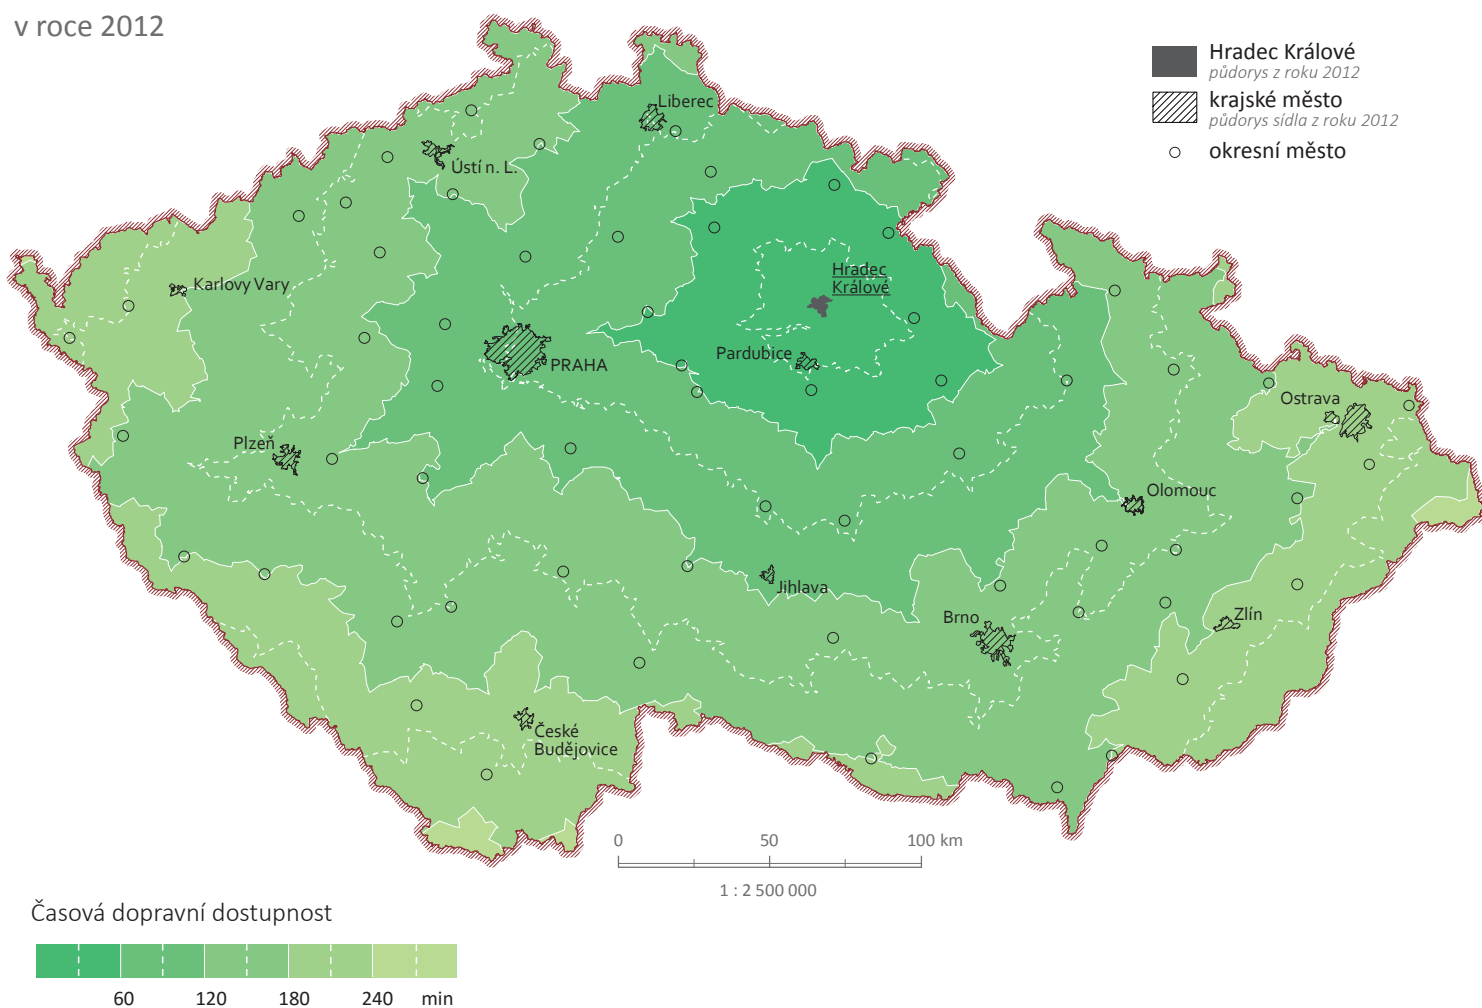 v roce 2012
Hradec Králové
půdorys z roku 2012
krajské město
půdorys sídla z roku 2012
okresní město
Liberec
Ústí n. L.
Karlovy Vary
Hradec
Králové
PRAHA
Pardubice
Ostrava
Plzeň
Olomouc
Jihlava
Brno
Zlín
České
Budějovice
0 50 100 km
1 : 2 500 000
Časová dopravní dostupnost
60 120 180 240 min